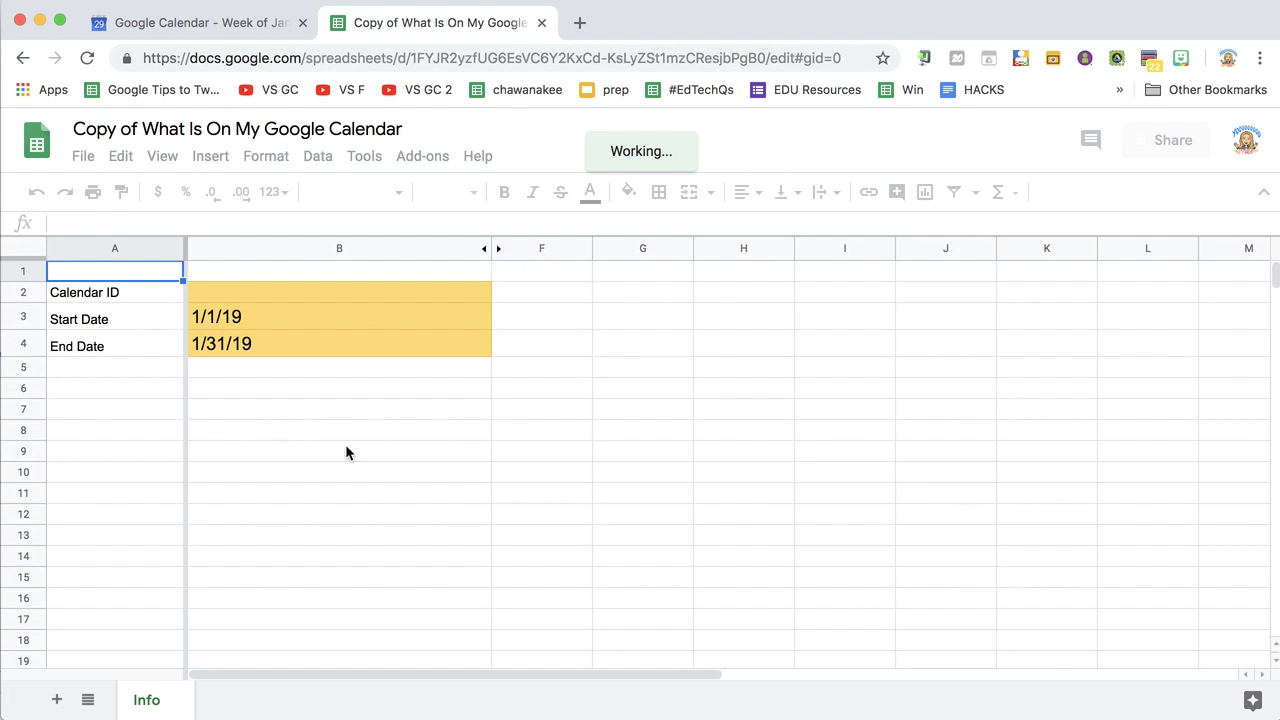 29 Google Calendar - Week of Jan
Copy of What Is On My Google
https://docs.google.com/spreadsheets/d/1FYJR2yzfUG6EsVC6Y2KxCd-KsLyZSt1mzCResjbPgB0/edit#gid=0
20 22
Apps Google Tips to Tw... VS GC VS F VS GC 2 chawanakee prep #EdTechQs EDU Resources Win HACKS » Other Bookmarks
Copy of What Is On My Google Calendar
Working...
Share
File Edit View Insert Format Data Tools Add-ons Help
$ % .0 .00 123 B I S A Σ
fx
A B F G H I J K L M
1
2 Calendar ID
3 Start Date 1/1/19
4 End Date 1/31/19
5
6
7
8
9
10
11
12
13
14
15
16
17
18
19
+ Info